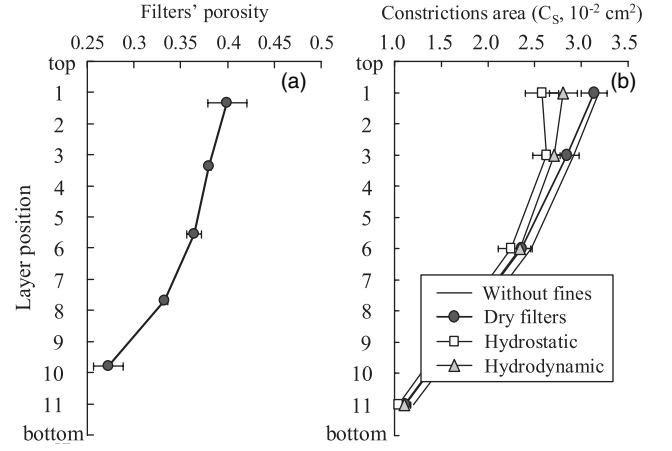 Filters' porosity
0.25 0.3 0.35 0.4 0.45 0.5
top
1
2
3
4
5
6
7
8
9
10
11
bottom
Layer position
(a)
Constrictions area (C_S, 10⁻² cm²)
1.0 1.5 2.0 2.5 3.0 3.5
top
1
2
3
4
5
6
7
8
9
10
11
bottom
(b)
Without fines
Dry filters
Hydrostatic
Hydrodynamic